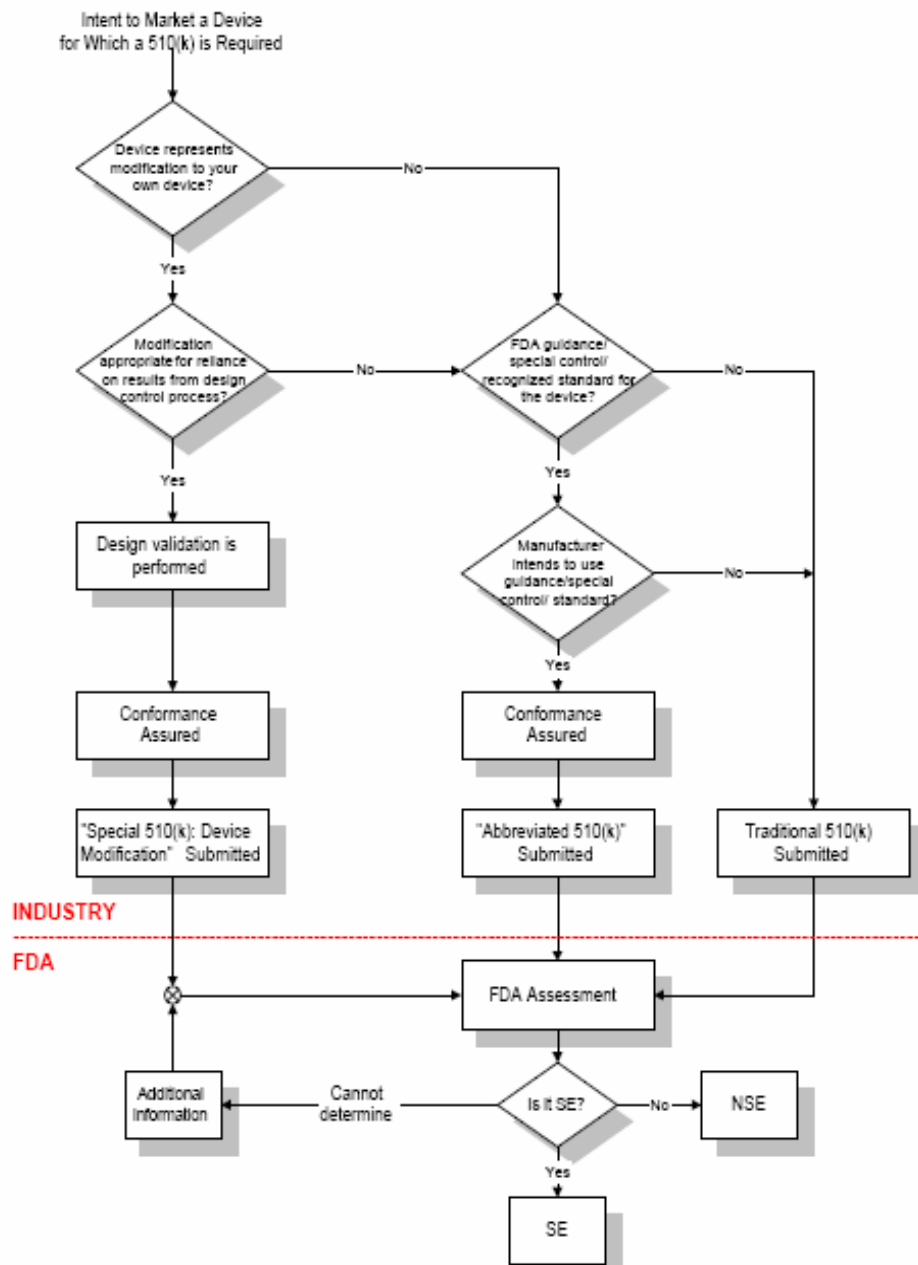 Intent to Market a Device
for Which a 510(k) is Required
Device represents
modification to your
own device?
No
Yes
Modification
appropriate for reliance
on results from design
control process?
No
FDA guidance/
special control/
recognized standard for
the device?
No
Yes
Yes
Design validation is
performed
Manufacturer
intends to use
guidance/special
control/ standard?
No
Yes
Conformance
Assured
Conformance
Assured
"Special 510(k): Device
Modification" Submitted
"Abbreviated 510(k)"
Submitted
Traditional 510(k)
Submitted
INDUSTRY
FDA
FDA Assessment
Additional
Information
Cannot
determine
Is it SE?
No
NSE
Yes
SE